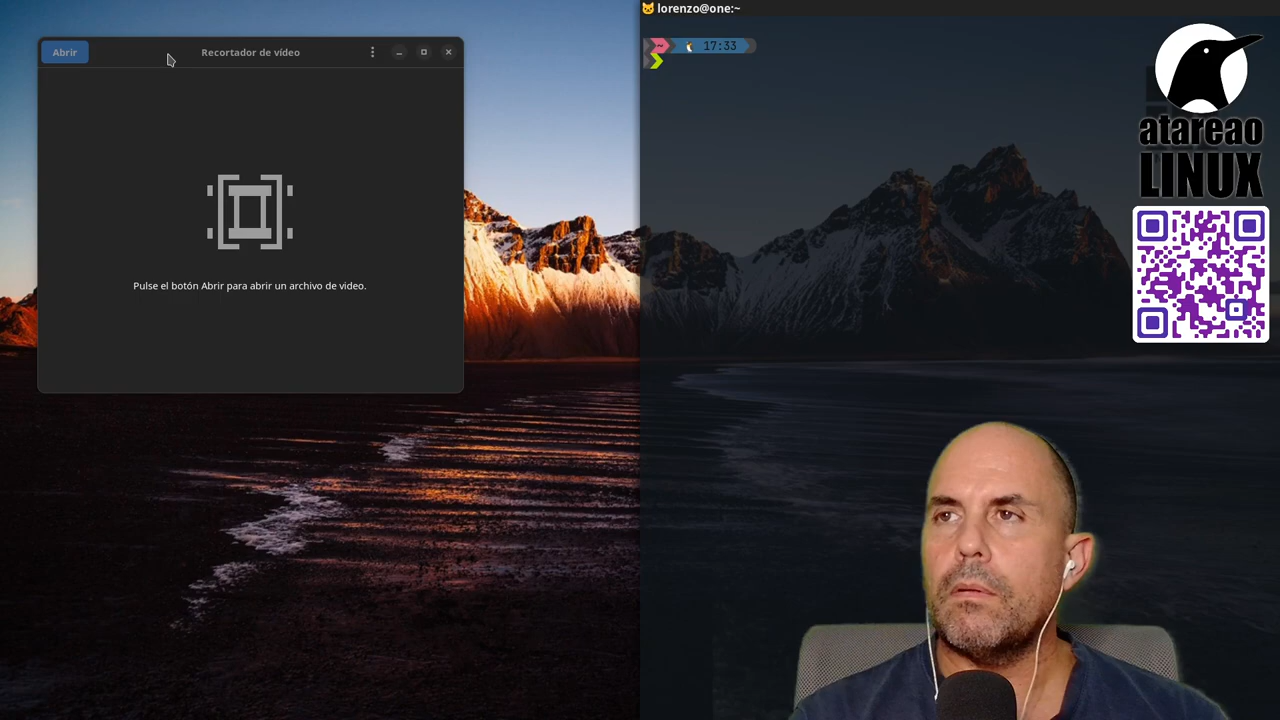 Abrir
Recortador de vídeo
Pulse el botón Abrir para abrir un archivo de video.
lorenzo@one:~
~ 17:33
atareao
LINUX